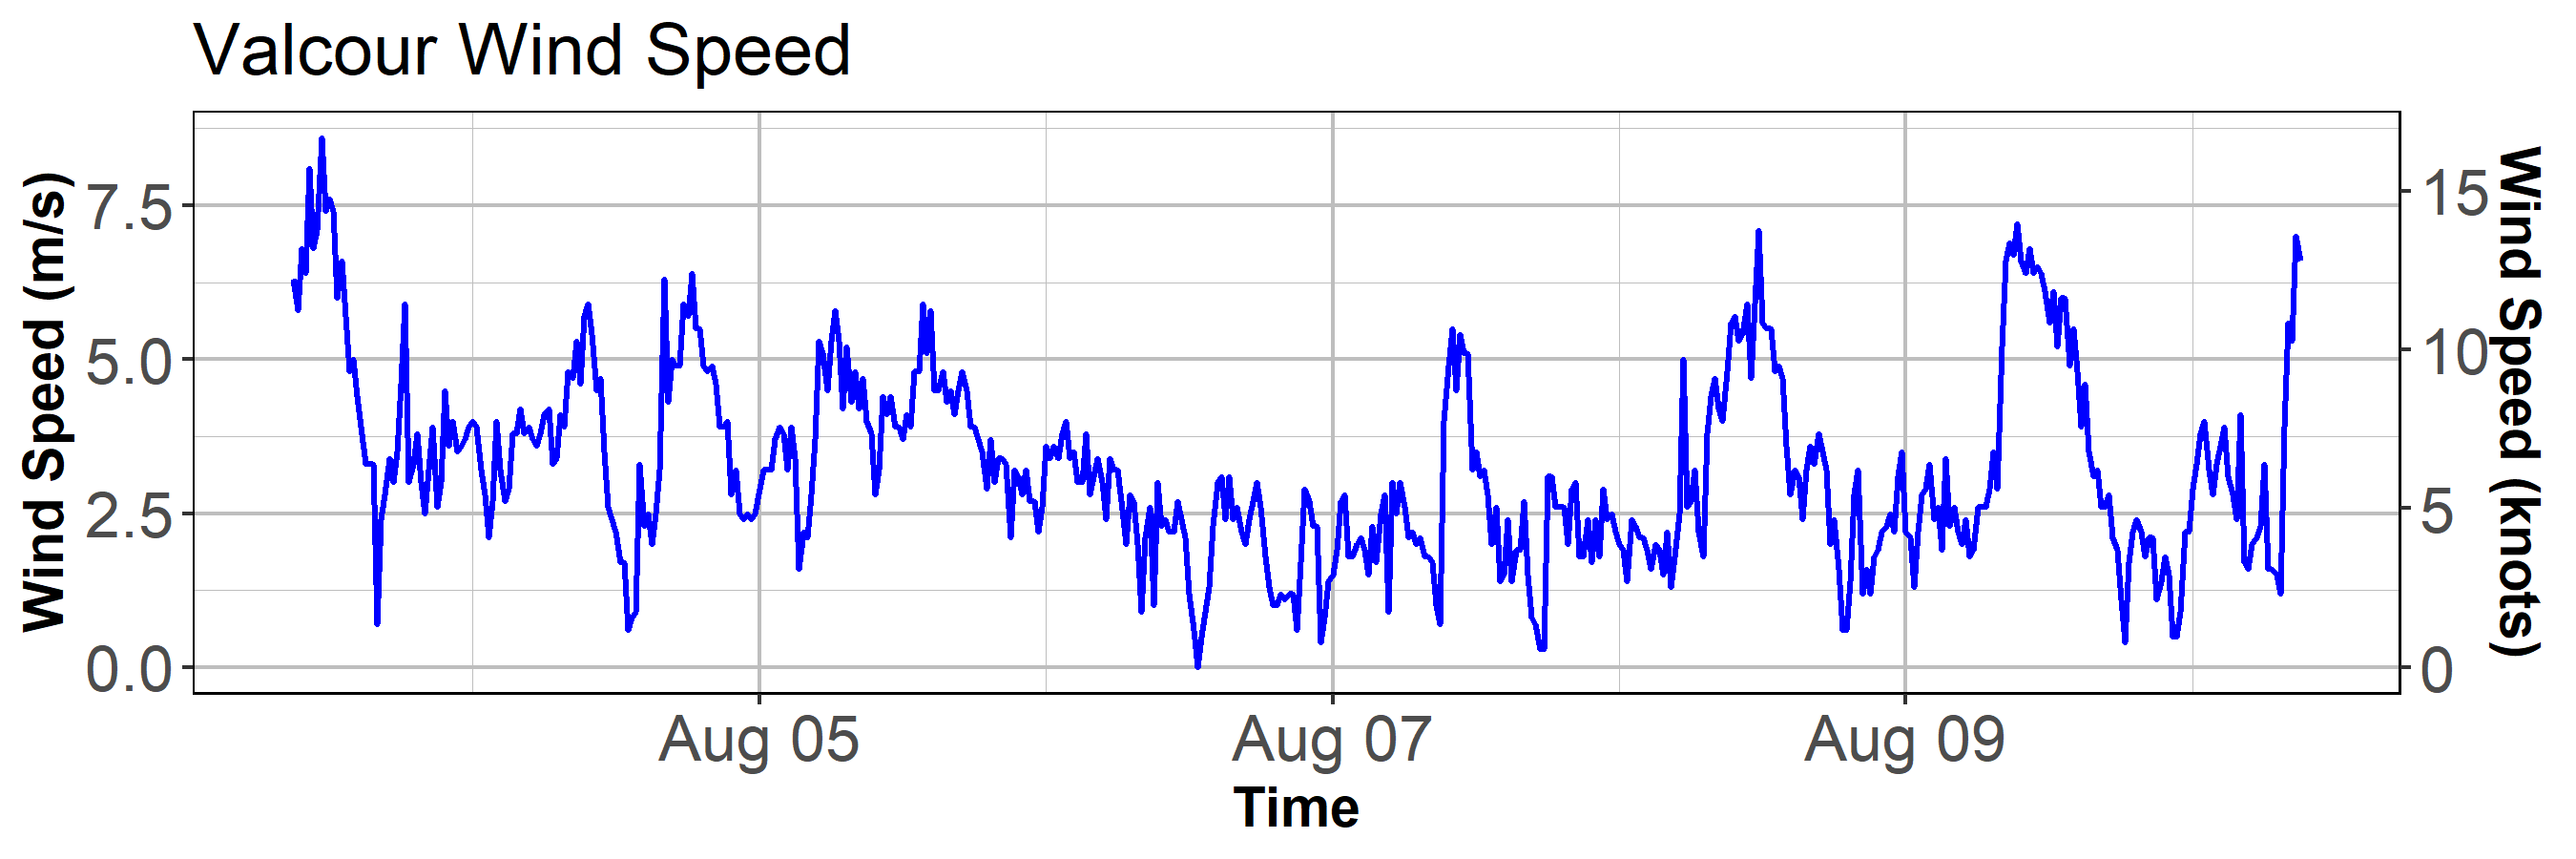 Valcour Wind Speed
Wind Speed (m/s)
7.5
5.0
2.5
0.0
15
10
5
0
Wind Speed (knots)
Aug 05
Aug 07
Aug 09
Time